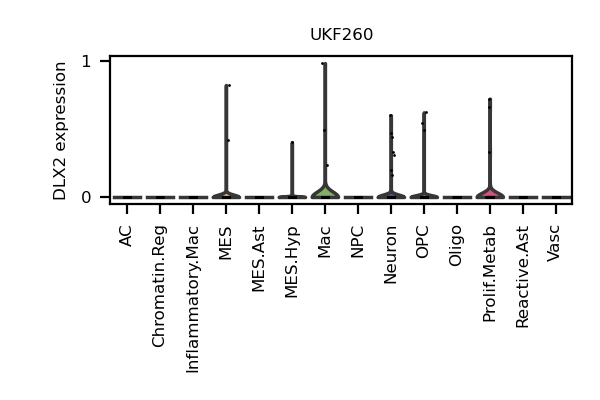 UKF260
DLX2 expression
1
0
AC
Chromatin.Reg
Inflammatory.Mac
MES
MES.Ast
MES.Hyp
Mac
NPC
Neuron
OPC
Oligo
Prolif.Metab
Reactive.Ast
Vasc